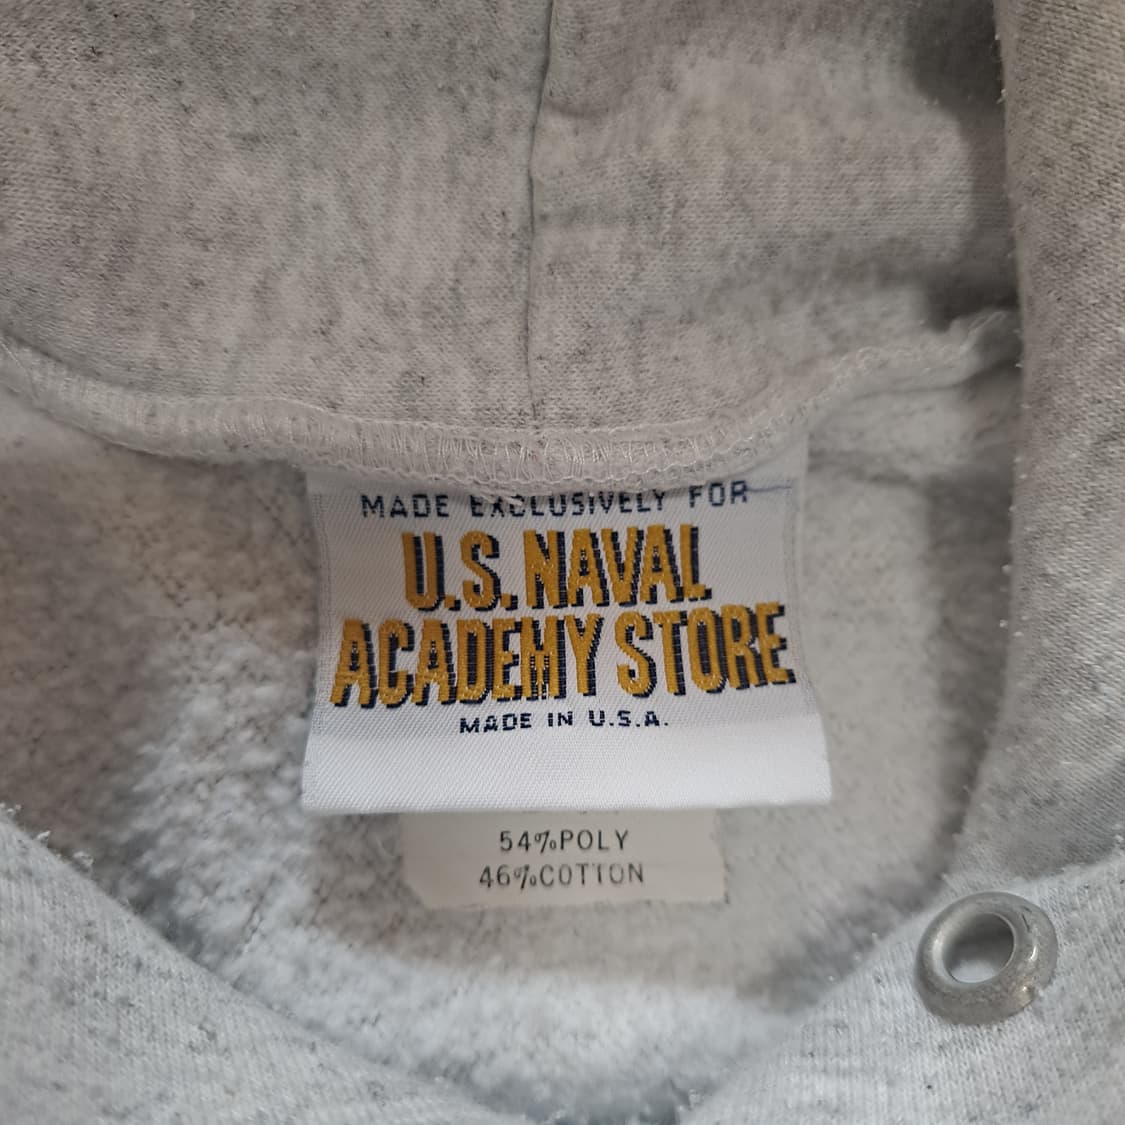 MADE EXCLUSIVELY FOR
U.S. NAVAL
ACADEMY STORE
MADE IN U.S.A.
54%POLY
46%COTTON